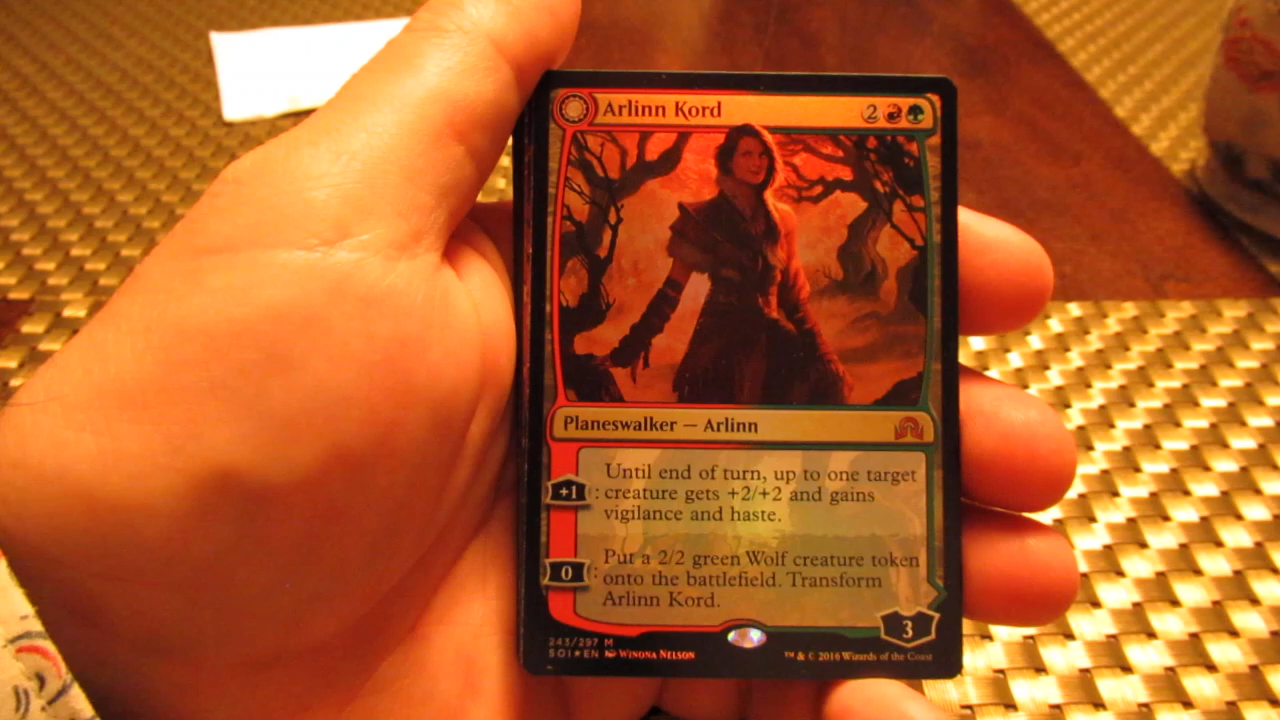 Arlinn Kord 2
Planeswalker — Arlinn
Until end of turn, up to one target
+1 : creature gets +2/+2 and gains
vigilance and haste.
Put a 2/2 green Wolf creature token
0 : onto the battlefield. Transform
Arlinn Kord.
3
243/297 M
SOI★EN Winona Nelson
™ & © 2016 Wizards of the Coast